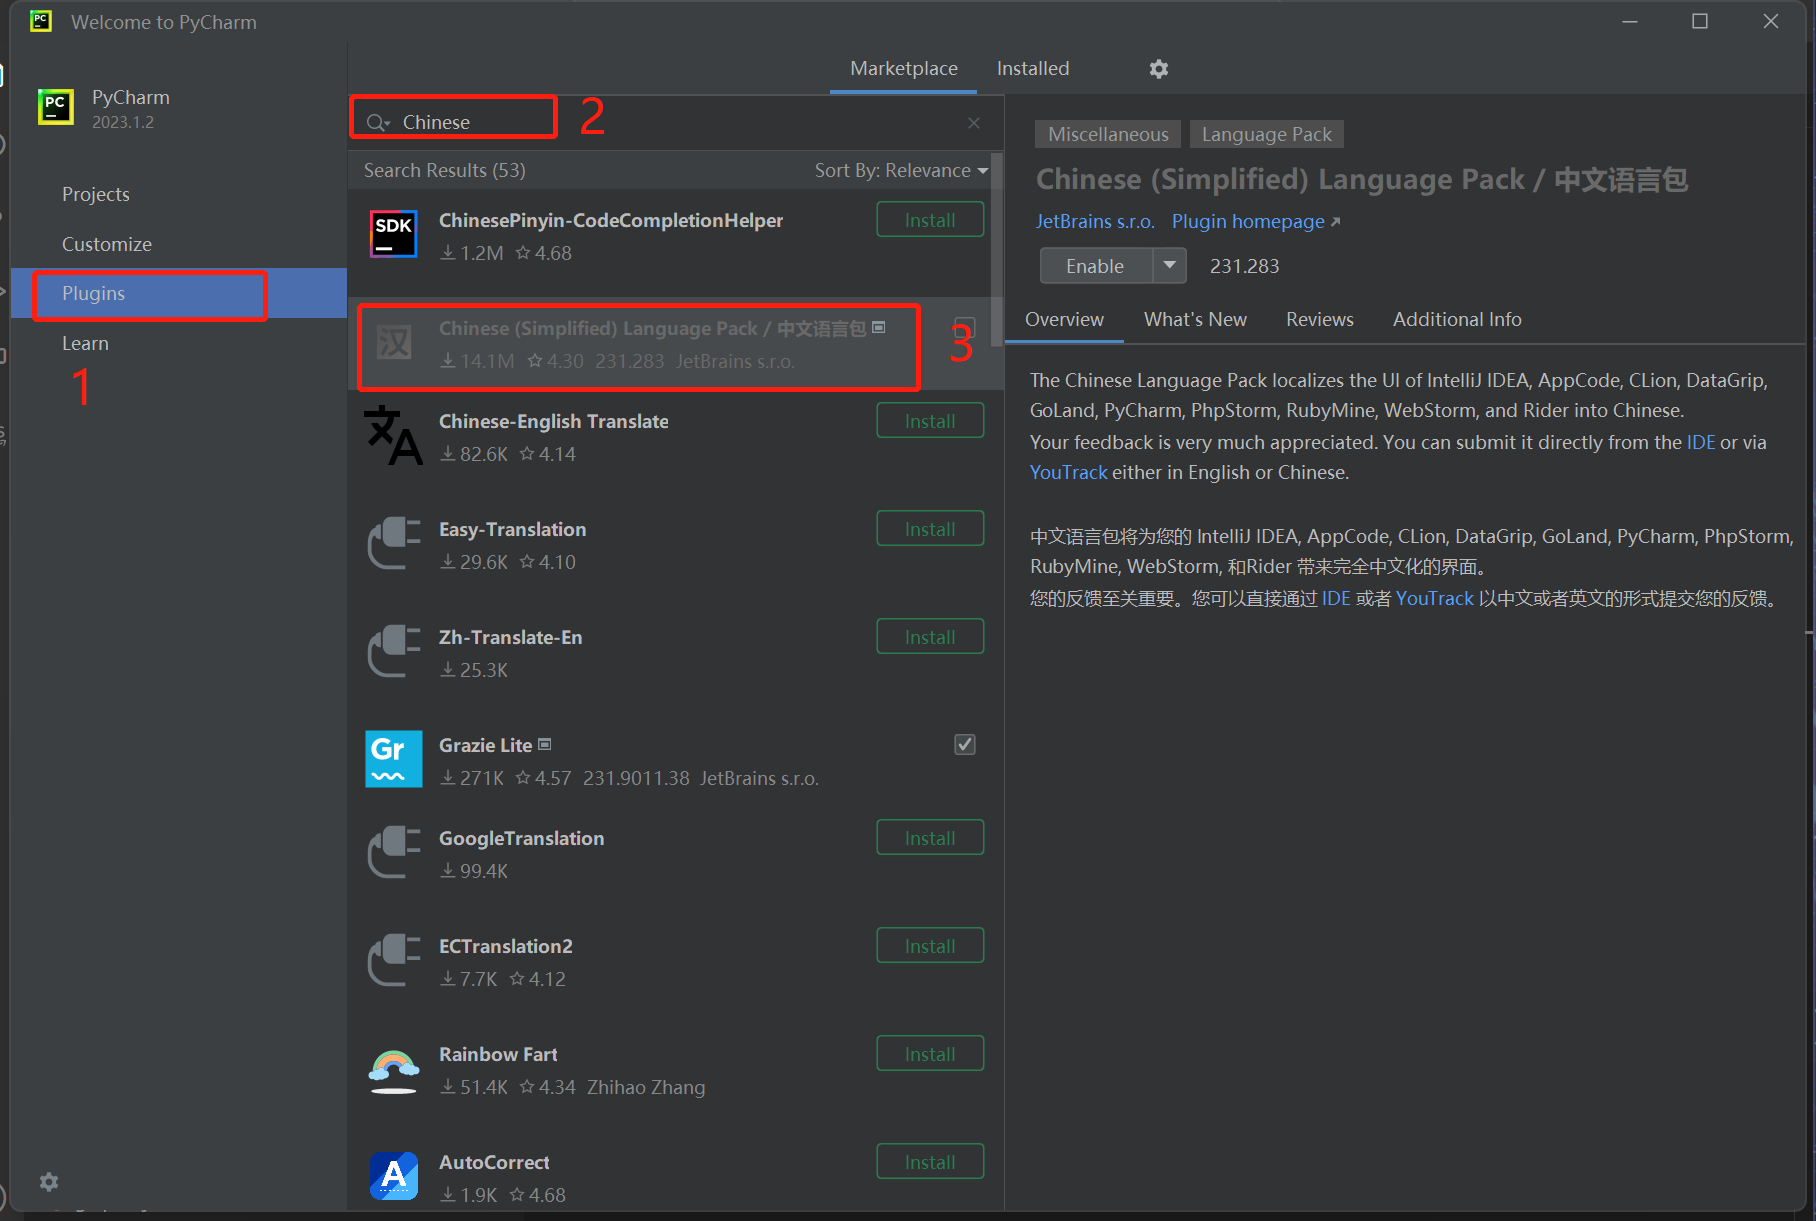 Welcome to PyCharm
PyCharm
2023.1.2
Projects
Customize
Plugins
Learn
1
Marketplace
Installed
Chinese
2
Search Results (53)
Sort By: Relevance
SDK
ChinesePinyin-CodeCompletionHelper
Install
1.2M 4.68
汉
Chinese (Simplified) Language Pack / 中文语言包
14.1M 4.30 231.283 JetBrains s.r.o.
3
Chinese-English Translate
Install
82.6K 4.14
Easy-Translation
Install
29.6K 4.10
Zh-Translate-En
Install
25.3K
Gr
Grazie Lite
271K 4.57 231.9011.38 JetBrains s.r.o.
GoogleTranslation
Install
99.4K
ECTranslation2
Install
7.7K 4.12
Rainbow Fart
Install
51.4K 4.34 Zhihao Zhang
A
AutoCorrect
Install
1.9K 4.68
Miscellaneous
Language Pack
Chinese (Simplified) Language Pack / 中文语言包
JetBrains s.r.o. Plugin homepage
Enable
231.283
Overview
What's New
Reviews
Additional Info
The Chinese Language Pack localizes the UI of IntelliJ IDEA, AppCode, CLion, DataGrip,
GoLand, PyCharm, PhpStorm, RubyMine, WebStorm, and Rider into Chinese.
Your feedback is very much appreciated. You can submit it directly from the IDE or via
YouTrack either in English or Chinese.
中文语言包将为您的 IntelliJ IDEA, AppCode, CLion, DataGrip, GoLand, PyCharm, PhpStorm,
RubyMine, WebStorm, 和Rider 带来完全中文化的界面。
您的反馈至关重要。您可以直接通过 IDE 或者 YouTrack 以中文或者英文的形式提交您的反馈。